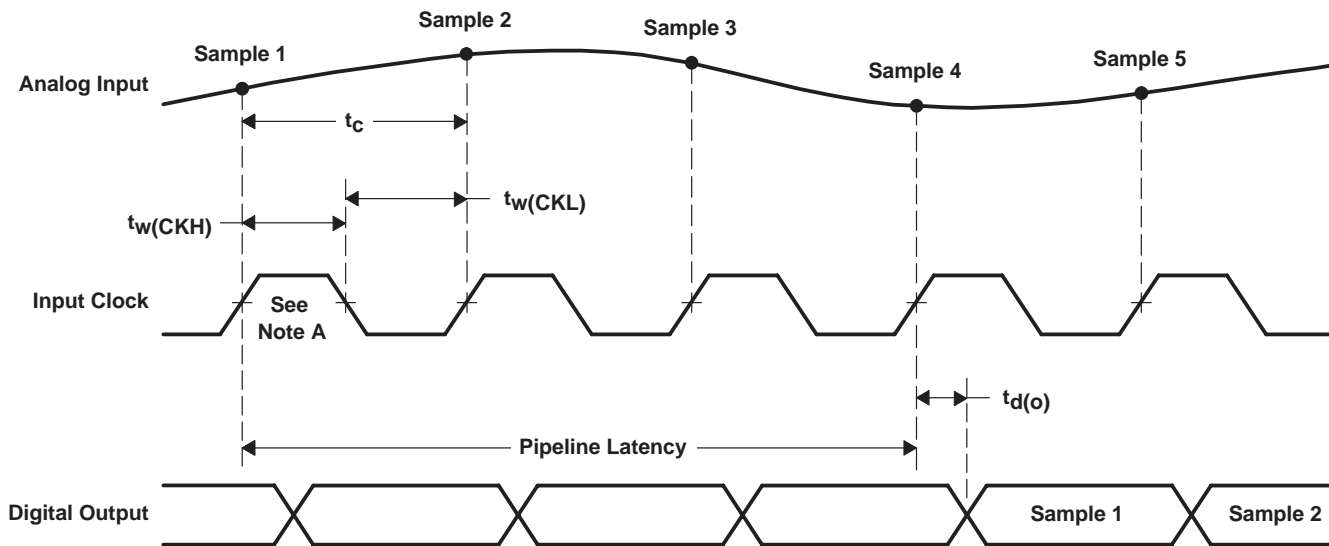 Sample 1
Sample 2
Sample 3
Sample 4
Sample 5
Analog Input
tc
tw(CKL)
tw(CKH)
Input Clock
See
Note A
td(o)
Pipeline Latency
Digital Output
Sample 1
Sample 2